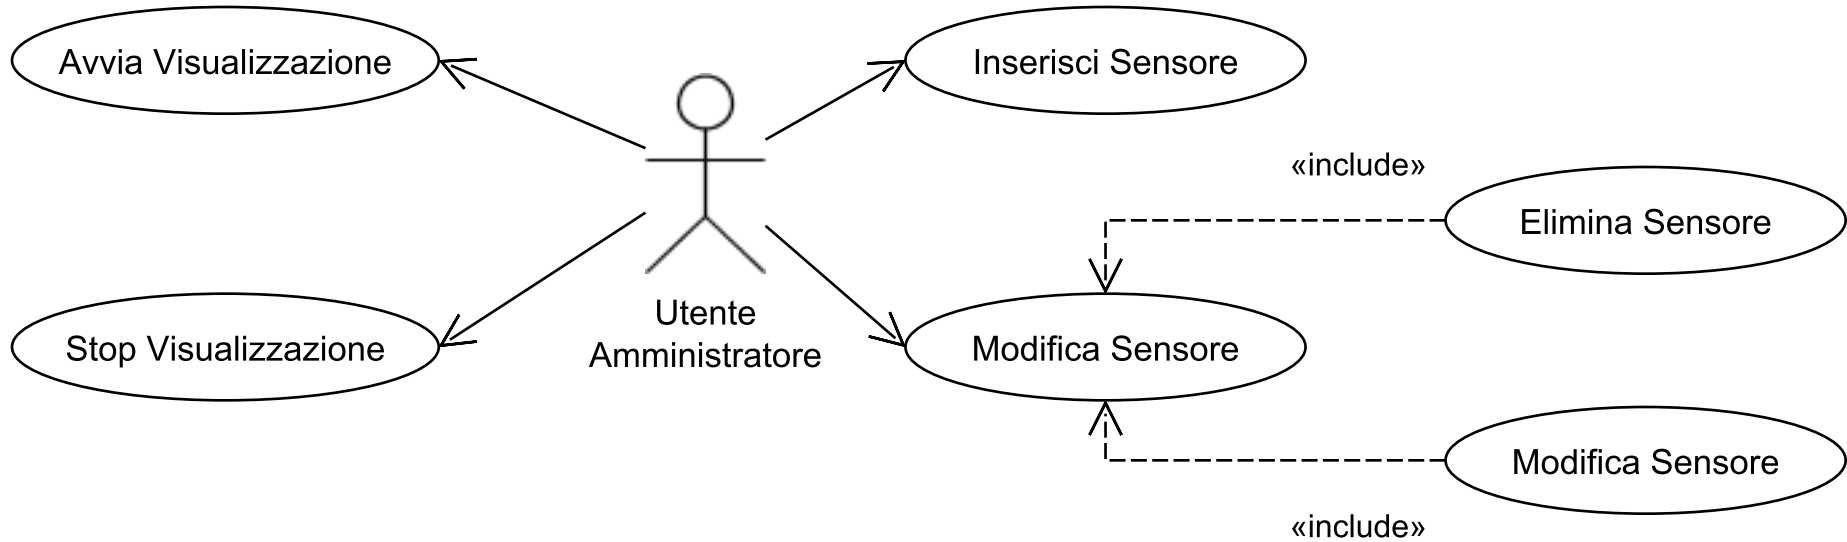 Avvia Visualizzazione
Inserisci Sensore
«include»
Elimina Sensore
Utente
Amministratore
Stop Visualizzazione
Modifica Sensore
Modifica Sensore
«include»